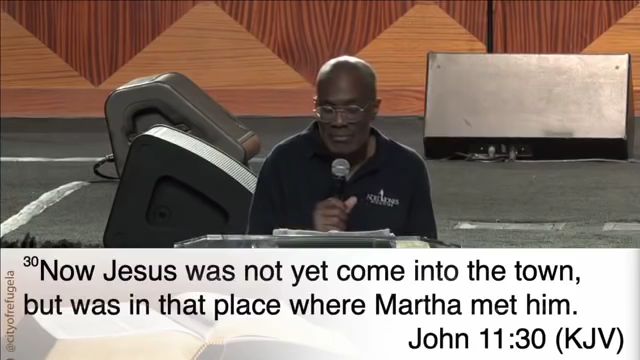 30Now Jesus was not yet come into the town,
but was in that place where Martha met him.
John 11:30 (KJV)
@cityofrefugela